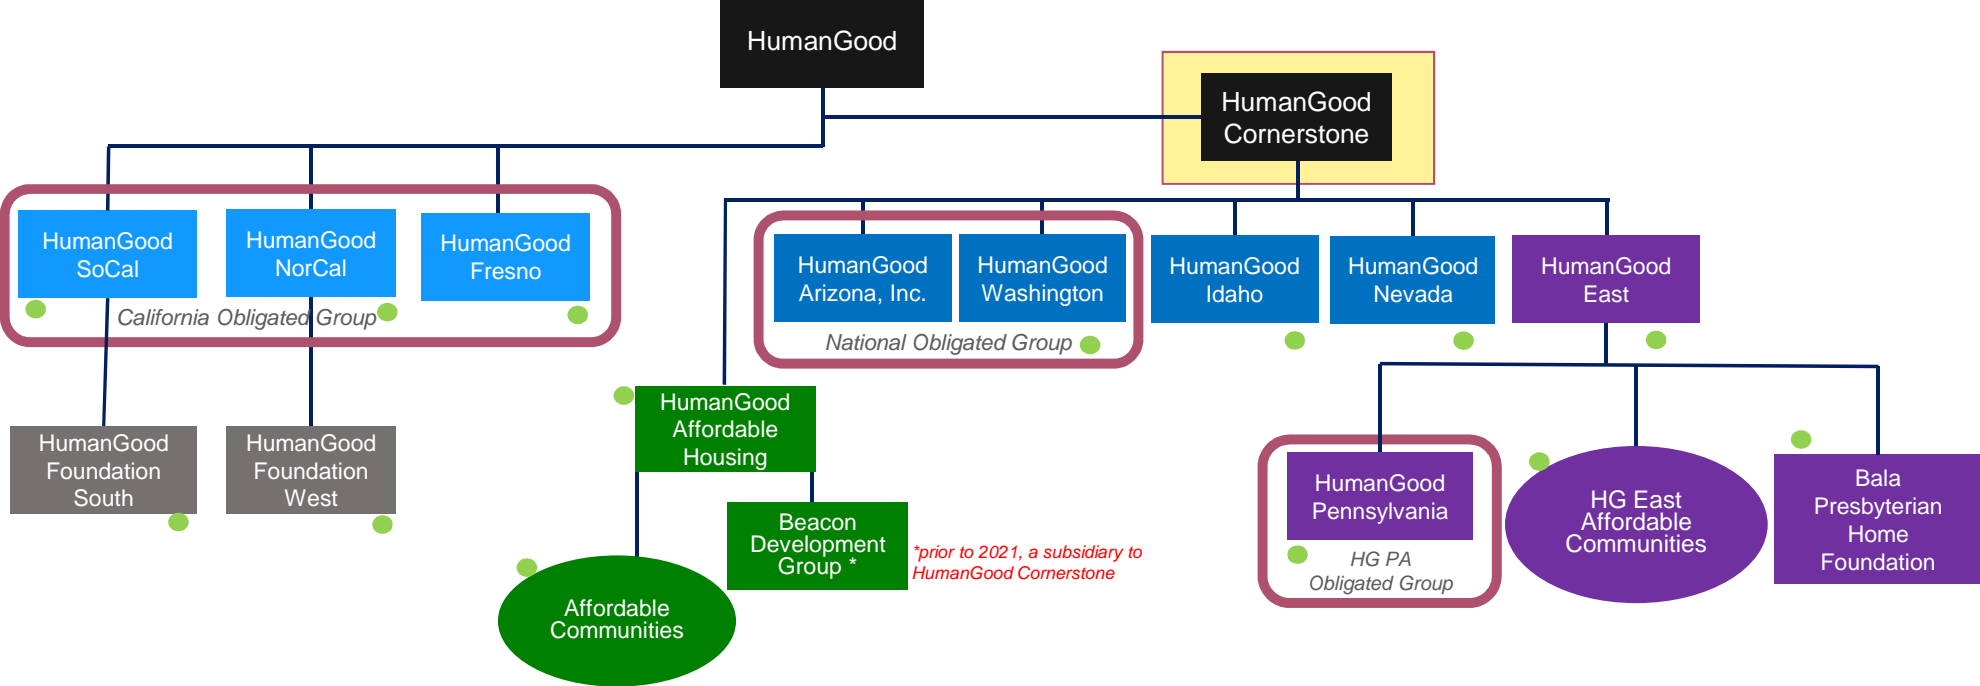 HumanGood
HumanGood
Cornerstone
HumanGood
SoCal
HumanGood
NorCal
HumanGood
Fresno
California Obligated Group
HumanGood
Arizona, Inc.
HumanGood
Washington
National Obligated Group
HumanGood
Idaho
HumanGood
Nevada
HumanGood
East
HumanGood
Foundation
South
HumanGood
Foundation
West
HumanGood
Affordable
Housing
Beacon
Development
Group *
*prior to 2021, a subsidiary to
HumanGood Cornerstone
Affordable
Communities
HumanGood
Pennsylvania
HG PA
Obligated Group
HG East
Affordable
Communities
Bala
Presbyterian
Home
Foundation